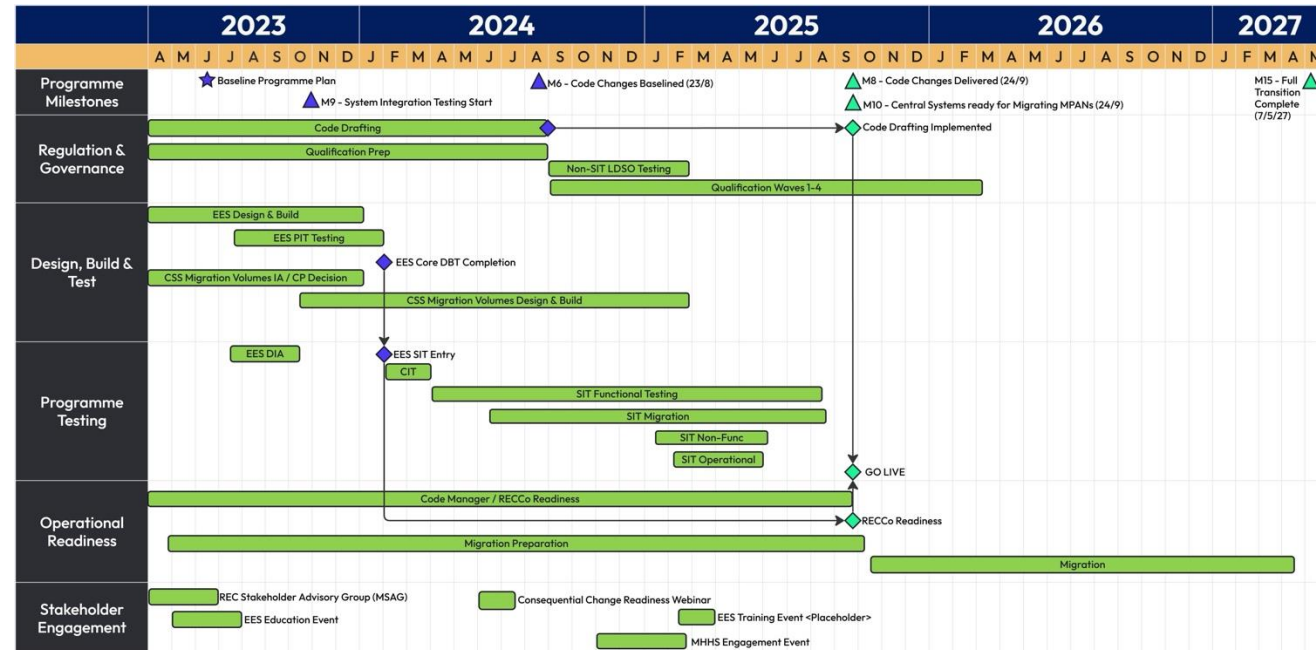 2023 2024 2025 2026 2027
A M J J A S O N D J F M A M J J A S O N D J F M A M J J A S O N D J F M A M J J A S O N D J F M A M
Programme
Milestones
Baseline Programme Plan
M9 - System Integration Testing Start
M6 - Code Changes Baselined (23/8)
M8 - Code Changes Delivered (24/9)
M10 - Central Systems ready for Migrating MPANs (24/9)
M15 - Full
Transition
Complete
(7/5/27)
Regulation &
Governance
Code Drafting
Code Drafting Implemented
Qualification Prep
Non-SIT LDSO Testing
Qualification Waves 1-4
Design, Build &
Test
EES Design & Build
EES PIT Testing
EES Core DBT Completion
CSS Migration Volumes IA / CP Decision
CSS Migration Volumes Design & Build
Programme
Testing
EES DIA
EES SIT Entry
CIT
SIT Functional Testing
SIT Migration
SIT Non-Func
SIT Operational
GO LIVE
Operational
Readiness
Code Manager / RECCo Readiness
RECCo Readiness
Migration Preparation
Migration
Stakeholder
Engagement
REC Stakeholder Advisory Group (MSAG)
EES Education Event
Consequential Change Readiness Webinar
EES Training Event <Placeholder>
MHHS Engagement Event